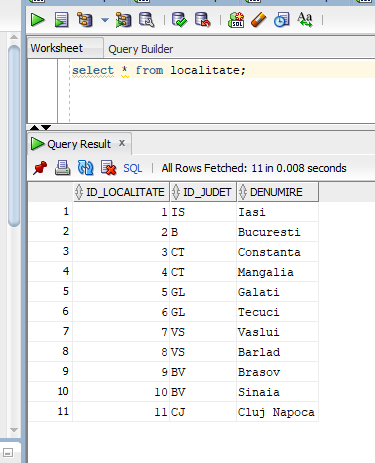 SQL Aa
Worksheet Query Builder
select * from localitate;
Query Result x
SQL | All Rows Fetched: 11 in 0.008 seconds
ID_LOCALITATE ID_JUDET DENUMIRE
1 1 IS Iasi
2 2 B Bucuresti
3 3 CT Constanta
4 4 CT Mangalia
5 5 GL Galati
6 6 GL Tecuci
7 7 VS Vaslui
8 8 VS Barlad
9 9 BV Brasov
10 10 BV Sinaia
11 11 CJ Cluj Napoca